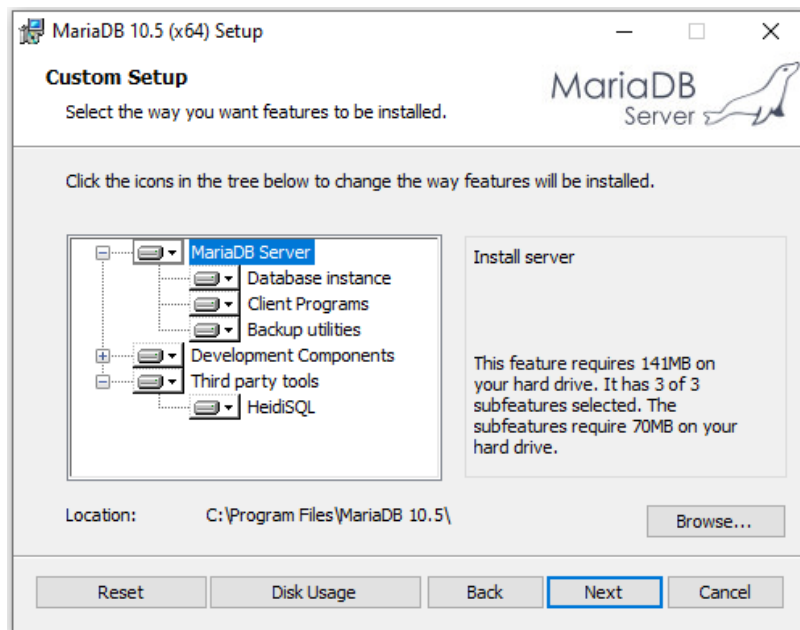 MariaDB 10.5 (x64) Setup
Custom Setup
Select the way you want features to be installed.
MariaDB
Server
Click the icons in the tree below to change the way features will be installed.
MariaDB Server
Database instance
Client Programs
Backup utilities
Development Components
Third party tools
HeidiSQL
Install server
This feature requires 141MB on
your hard drive. It has 3 of 3
subfeatures selected. The
subfeatures require 70MB on your
hard drive.
Location: C:\Program Files\MariaDB 10.5\
Browse...
Reset Disk Usage Back Next Cancel